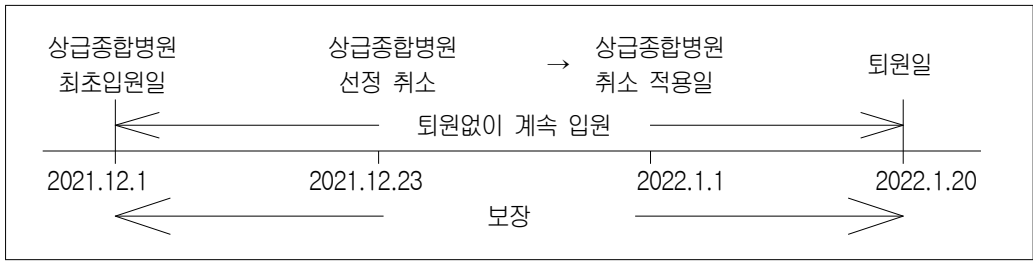 상급종합병원 상급종합병원 → 상급종합병원 퇴원일
최초입원일 선정 취소 취소 적용일
퇴원없이 계속 입원
2021.12.1 2021.12.23 2022.1.1 2022.1.20
보장